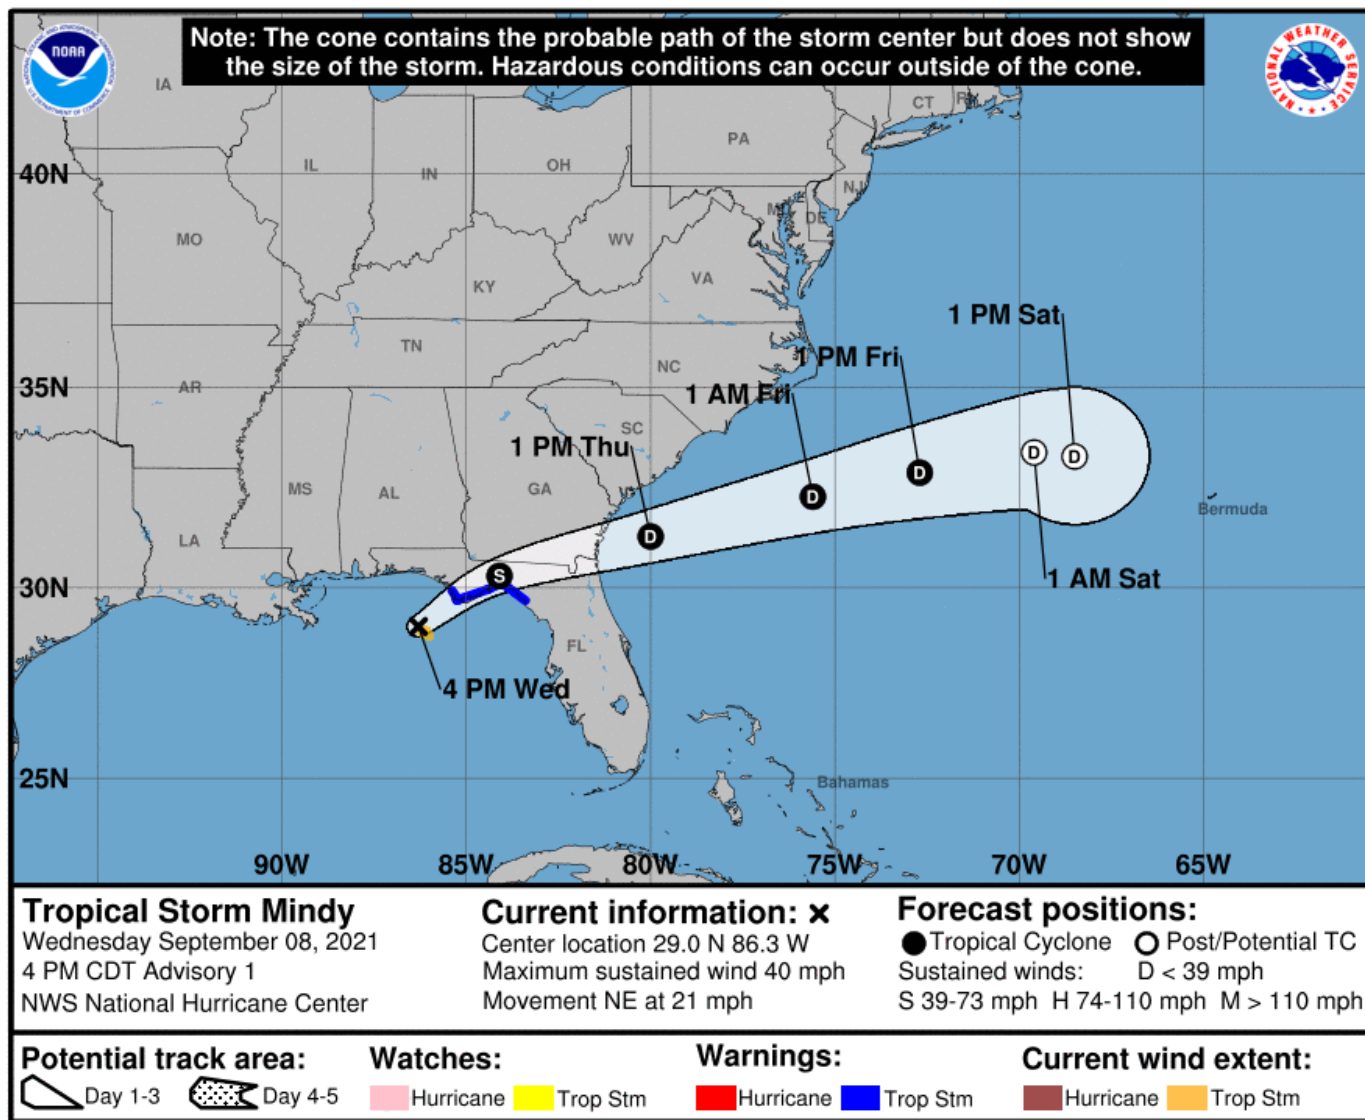 Note: The cone contains the probable path of the storm center but does not show
the size of the storm. Hazardous conditions can occur outside of the cone.
NOAA
NATIONAL WEATHER SERVICE
IA
CT
PA
IL
IN
OH
NJ
40N
DE
MO
WV
KY
VA
1 PM Sat
TN
NC
1 PM Fri
AR
35N
1 AM Fri
SC
1 PM Thu
D
D
D
D
D
MS
AL
GA
Bermuda
LA
S
30N
1 AM Sat
FL
4 PM Wed
25N
Bahamas
90W
85W
80W
75W
70W
65W
Tropical Storm Mindy
Wednesday September 08, 2021
4 PM CDT Advisory 1
NWS National Hurricane Center
Current information: x
Center location 29.0 N 86.3 W
Maximum sustained wind 40 mph
Movement NE at 21 mph
Forecast positions:
Tropical Cyclone Post/Potential TC
Sustained winds: D < 39 mph
S 39-73 mph H 74-110 mph M > 110 mph
Potential track area:
Day 1-3 Day 4-5
Watches:
Hurricane Trop Stm
Warnings:
Hurricane Trop Stm
Current wind extent:
Hurricane Trop Stm